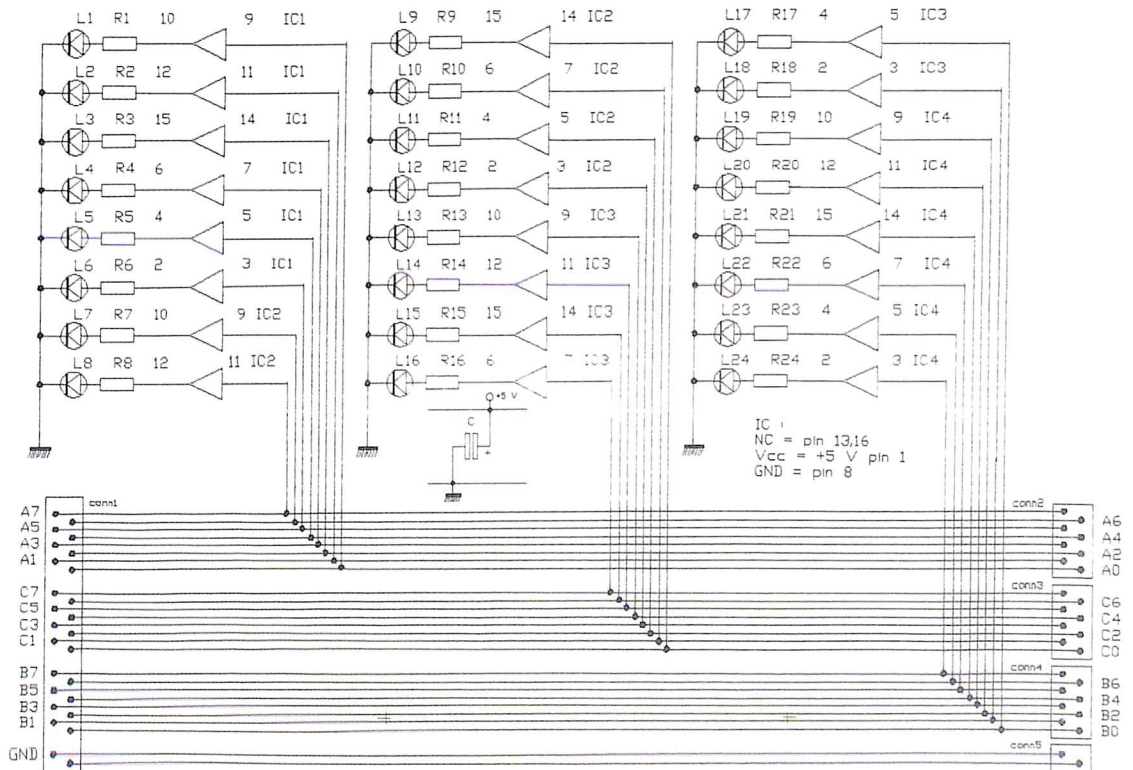 L1 R1 10 9 IC1
L2 R2 12 11 IC1
L3 R3 15 14 IC1
L4 R4 6 7 IC1
L5 R5 4 5 IC1
L6 R6 2 3 IC1
L7 R7 10 9 IC2
L8 R8 12 11 IC2
L9 R9 15 14 IC2
L10 R10 6 7 IC2
L11 R11 4 5 IC2
L12 R12 2 3 IC2
L13 R13 10 9 IC3
L14 R14 12 11 IC3
L15 R15 15 14 IC3
L16 R16 6 7 IC3
L17 R17 4 5 IC3
L18 R18 2 3 IC3
L19 R19 10 9 IC4
L20 R20 12 11 IC4
L21 R21 15 14 IC4
L22 R22 6 7 IC4
L23 R23 4 5 IC4
L24 R24 2 3 IC4
+5 V
C
+
IC
NC = pin 13,16
Vcc = +5 V pin 1
GND = pin 8
conn1
A7
A5
A3
A1
C7
C5
C3
C1
B7
B5
B3
B1
GND
conn2
A6
A4
A2
A0
conn3
C6
C4
C2
C0
conn4
B6
B4
B2
B0
conn5